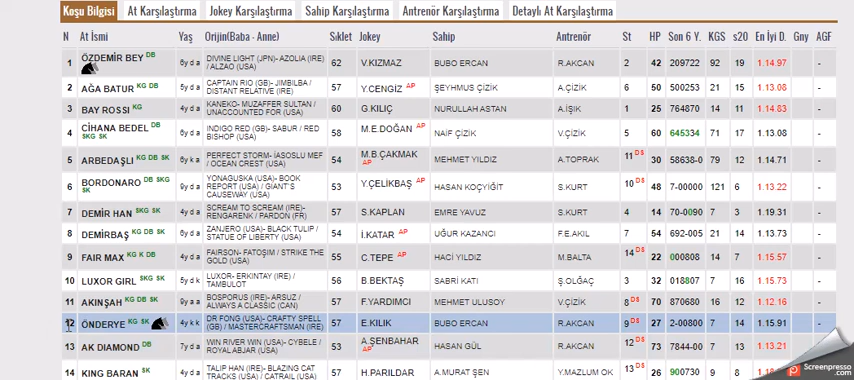 Koşu Bilgisi At Karşılaştırma Jokey Karşılaştırma Sahip Karşılaştırma Antrenör Karşılaştırma Detaylı At Karşılaştırma
N At İsmi Yaş Orijin(Baba - Anne) Sıklet Jokey Sahip Antrenör St HP Son 6 Y. KGS s20 En İyi D. Gny AGF
1 ÖZDEMİR BEY DB 6y d a DIVINE LIGHT (JPN)- AZOLIA (IRE) / ALZAO (USA) 62 V.KIZMAZ BUBO ERCAN R.AKCAN 2 42 209722 92 19 1.14.97 -
2 AĞA BATUR KG DB 5y d a CAPTAIN RIO (GB)- JIMBILBA / DISTANT RELATIVE (IRE) 57 Y.CENGİZ AP ŞEYHMUS ÇİZİK V.ÇİZİK 6 50 500253 21 15 1.13.08 -
3 BAY ROSSI KG 4y d a KANEKO- MUZAFFER SULTAN / UNACCOUNTED FOR (USA) 60 G.KILIÇ NURULLAH ASTAN A.IŞIK 1 25 764870 14 11 1.14.83 -
4 CİHANA BEDEL DB SKG SK 6y d a INDIGO RED (GB)- SABUR / RED BISHOP (USA) 58 M.E.DOĞAN AP NAİF ÇİZİK V.ÇİZİK 5 60 645334 71 17 1.13.08 -
5 ARBEDAŞLI KG DB SK 5y k a PERFECT STORM- İASOSLU MEF / OCEAN CREST (USA) 54 M.B.ÇAKMAK AP MEHMET YILDIZ A.TOPRAK 11 DS 30 58638-0 79 12 1.14.71 -
6 BORDONARO DB SKG SK 9y d a YONAGUSKA (USA)- BOOK REPORT (USA) / GIANT'S CAUSEWAY (USA) 53 Y.ÇELİKBAŞ AP HASAN KOÇYİĞİT S.KURT 10 DS 48 7-00000 121 6 1.13.22 -
7 DEMİR HAN SKG SK 4y d a SCREAM TO SCREAM (IRE)- RENGARENK / PARDON (FR) 57 S.KAPLAN EMRE YAVUZ S.KURT 4 14 70-0090 7 3 1.19.31 -
8 DEMİRBAŞ KG DB SK 6y d a ZANJERO (USA)- BLACK TULIP / STATUE OF LIBERTY (USA) 54 İ.KATAR AP UĞUR KAZANCI F.E.AKIL 7 54 692-005 21 14 1.13.73 -
9 FAIR MAX KG K DB 4y d a FAIRSON- FATOŞİM / STRIKE THE GOLD (USA) 55 C.TEPE AP HACI YILDIZ M.BALTA 14 DS 22 000808 14 7 1.15.57 -
10 LUXOR GIRL SKG SK 4y d k LUXOR- ERKINTAY (IRE) / TAMBULOT 56 B.BEKTAŞ SABRİ KATI Ş.OLĞAÇ 3 32 018807 7 16 1.15.73 -
11 AKINŞAH KG DB SK 9y a a BOSPORUS (IRE)- ARSUZ / ALWAYS A CLASSIC (CAN) 57 F.YARDIMCI MEHMET ULUSOY V.ÇİZİK 8 DS 70 870680 16 12 1.12.16 -
12 ÖNDERYE KG SK 4y k k DR FONG (USA)- CRAFTY SPELL (GB) / MASTERCRAFTSMAN (IRE) 57 E.KILIK BUBO ERCAN R.AKCAN 9 DS 27 2-00800 7 14 1.15.91 -
13 AK DIAMOND DB 7y d a WIN RIVER WIN (USA)- CYBELE / ROYAL ABJAR (USA) 53 A.ŞENBAHAR AP HASAN GÜL R.AKCAN 12 DS 73 7844-00 7 11 1.13.21
14 KING BARAN SK 4y d a TALIP HAN (IRE)- BLAZING CAT TRACKS (USA) / CATRAIL (USA) 57 H.PARILDAR A.MURAT ŞEN Y.MAZLUM OK 13 DS 26 900730 9 8
Screenpresso.com